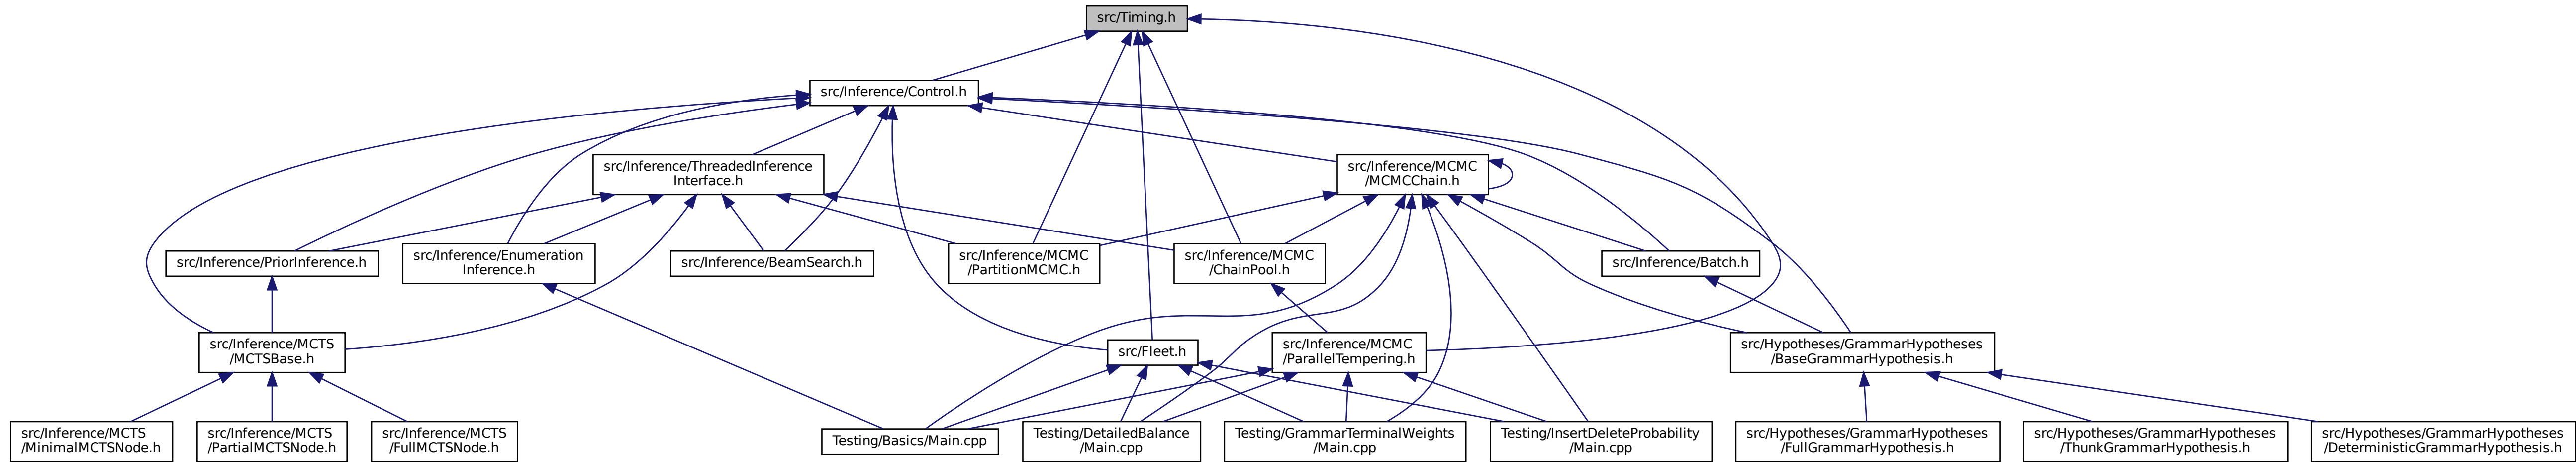 src/Timing.h
src/Inference/Control.h
src/Inference/ThreadedInference
Interface.h
src/Inference/MCMC
/MCMCChain.h
src/Inference/PriorInference.h
src/Inference/Enumeration
Inference.h
src/Inference/BeamSearch.h
src/Inference/MCMC
/PartitionMCMC.h
src/Inference/MCMC
/ChainPool.h
src/Inference/Batch.h
src/Inference/MCTS
/MCTSBase.h
src/Fleet.h
src/Inference/MCMC
/ParallelTempering.h
src/Hypotheses/GrammarHypotheses
/BaseGrammarHypothesis.h
src/Inference/MCTS
/MinimalMCTSNode.h
src/Inference/MCTS
/PartialMCTSNode.h
src/Inference/MCTS
/FullMCTSNode.h
Testing/Basics/Main.cpp
Testing/DetailedBalance
/Main.cpp
Testing/GrammarTerminalWeights
/Main.cpp
Testing/InsertDeleteProbability
/Main.cpp
src/Hypotheses/GrammarHypotheses
/FullGrammarHypothesis.h
src/Hypotheses/GrammarHypotheses
/ThunkGrammarHypothesis.h
src/Hypotheses/GrammarHypotheses
/DeterministicGrammarHypothesis.h